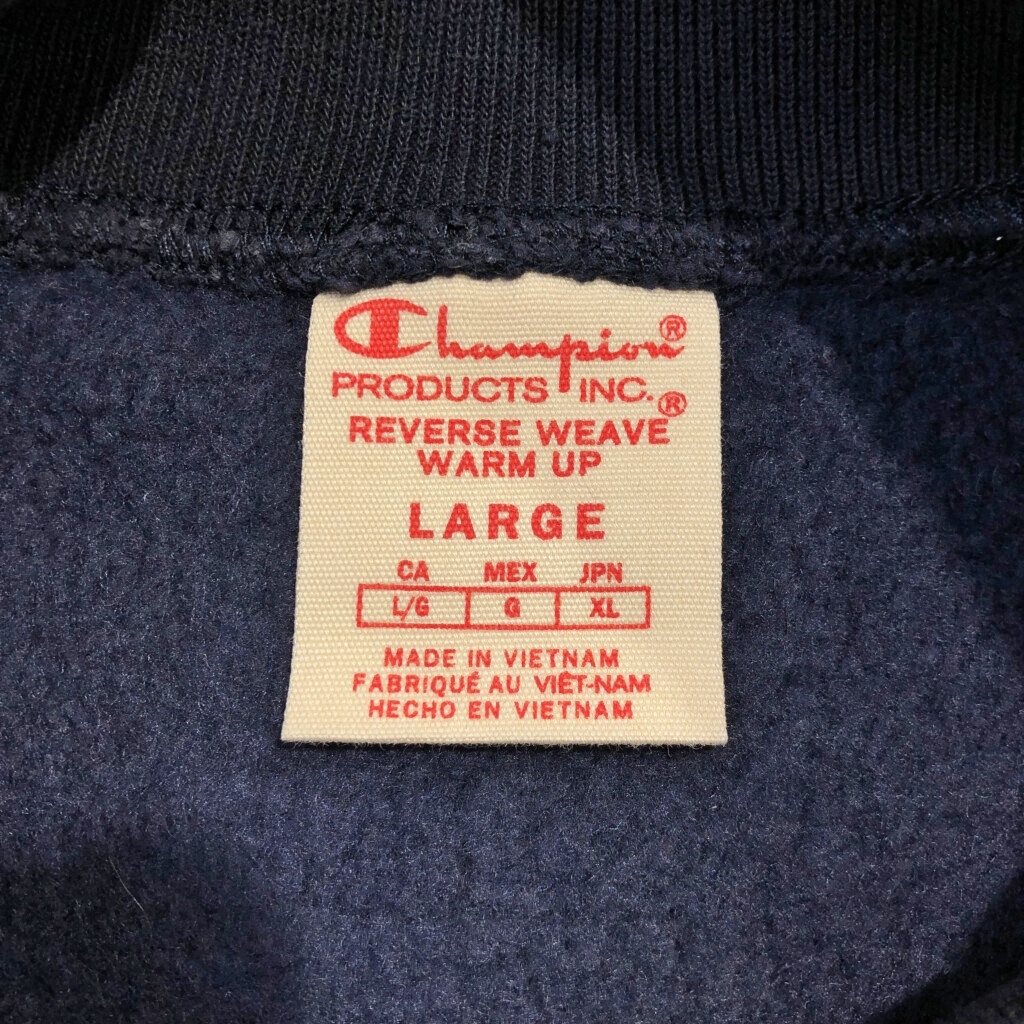 Champion®
PRODUCTS INC.
REVERSE WEAVE®
WARM UP
LARGE
CA MEX JPN
L/G G XL
MADE IN VIETNAM
FABRIQUÉ AU VIÊT-NAM
HECHO EN VIETNAM